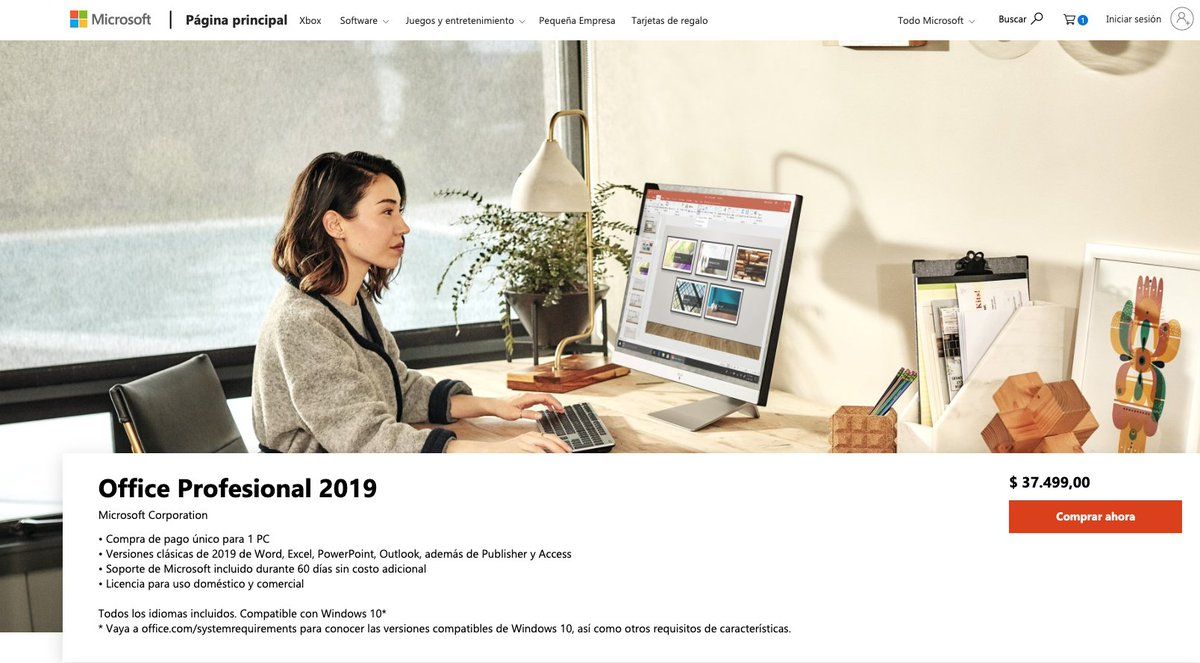 Microsoft
Página principal
Xbox
Software
Juegos y entretenimiento
Pequeña Empresa
Tarjetas de regalo
Todo Microsoft
Buscar
1
Iniciar sesión
Office Profesional 2019
Microsoft Corporation
• Compra de pago único para 1 PC
• Versiones clásicas de 2019 de Word, Excel, PowerPoint, Outlook, además de Publisher y Access
• Soporte de Microsoft incluido durante 60 días sin costo adicional
• Licencia para uso doméstico y comercial
Todos los idiomas incluidos. Compatible con Windows 10*
* Vaya a office.com/systemrequirements para conocer las versiones compatibles de Windows 10, así como otros requisitos de características.
$ 37.499,00
Comprar ahora